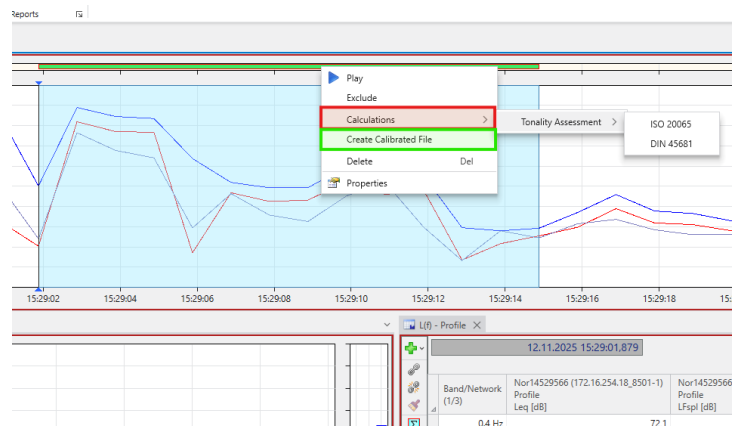 Reports
Play
Exclude
Calculations
Tonality Assessment
ISO 20065
DIN 45681
Create Calibrated File
Delete Del
Properties
15:29:02 15:29:04 15:29:06 15:29:08 15:29:10 15:29:12 15:29:14 15:29:16 15:29:18 15:
L(f) - Profile
12.11.2025 15:29:01,879
Band/Network
(1/3)
Nor14529566 (172.16.254.18_8501-1)
Profile
Leq [dB]
Nor14529566
Profile
LFspl [dB]
0.4 Hz 72.1